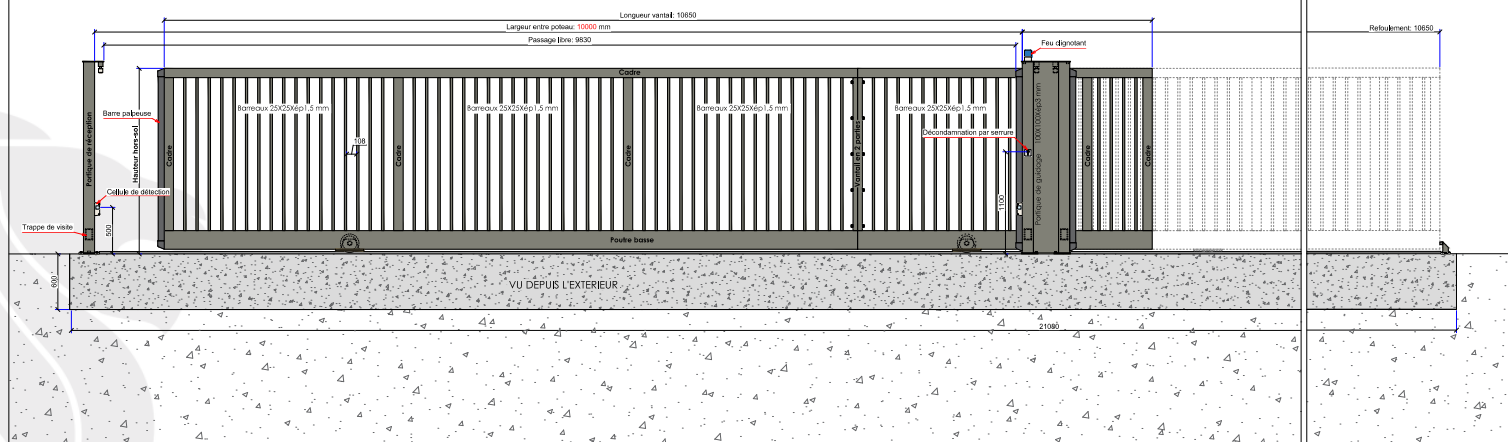 Longueur vantail: 10650
Largeur entre poteau: 10000 mm
Refoulement: 10650
Passage libre: 9830
Feu clignotant
Cadre
Barreaux 25X25Xép1,5 mm
Barreaux 25X25Xép1,5 mm
Barreaux 25X25Xép1,5 mm
Barreaux 25X25Xép1,5 mm
Barre palpeuse
Portique de réception
Hauteur hors-sol
Cadre
108
Cadre
Cadre
Vantail en 2 parties
Décondamnation par serrure
Portique de guidage 100X100Xép3 mm
Cadre
Cadre
Cellule de détection
1100
500
Trappe de visite
Poutre basse
600
VU DEPUIS L'EXTERIEUR
21080